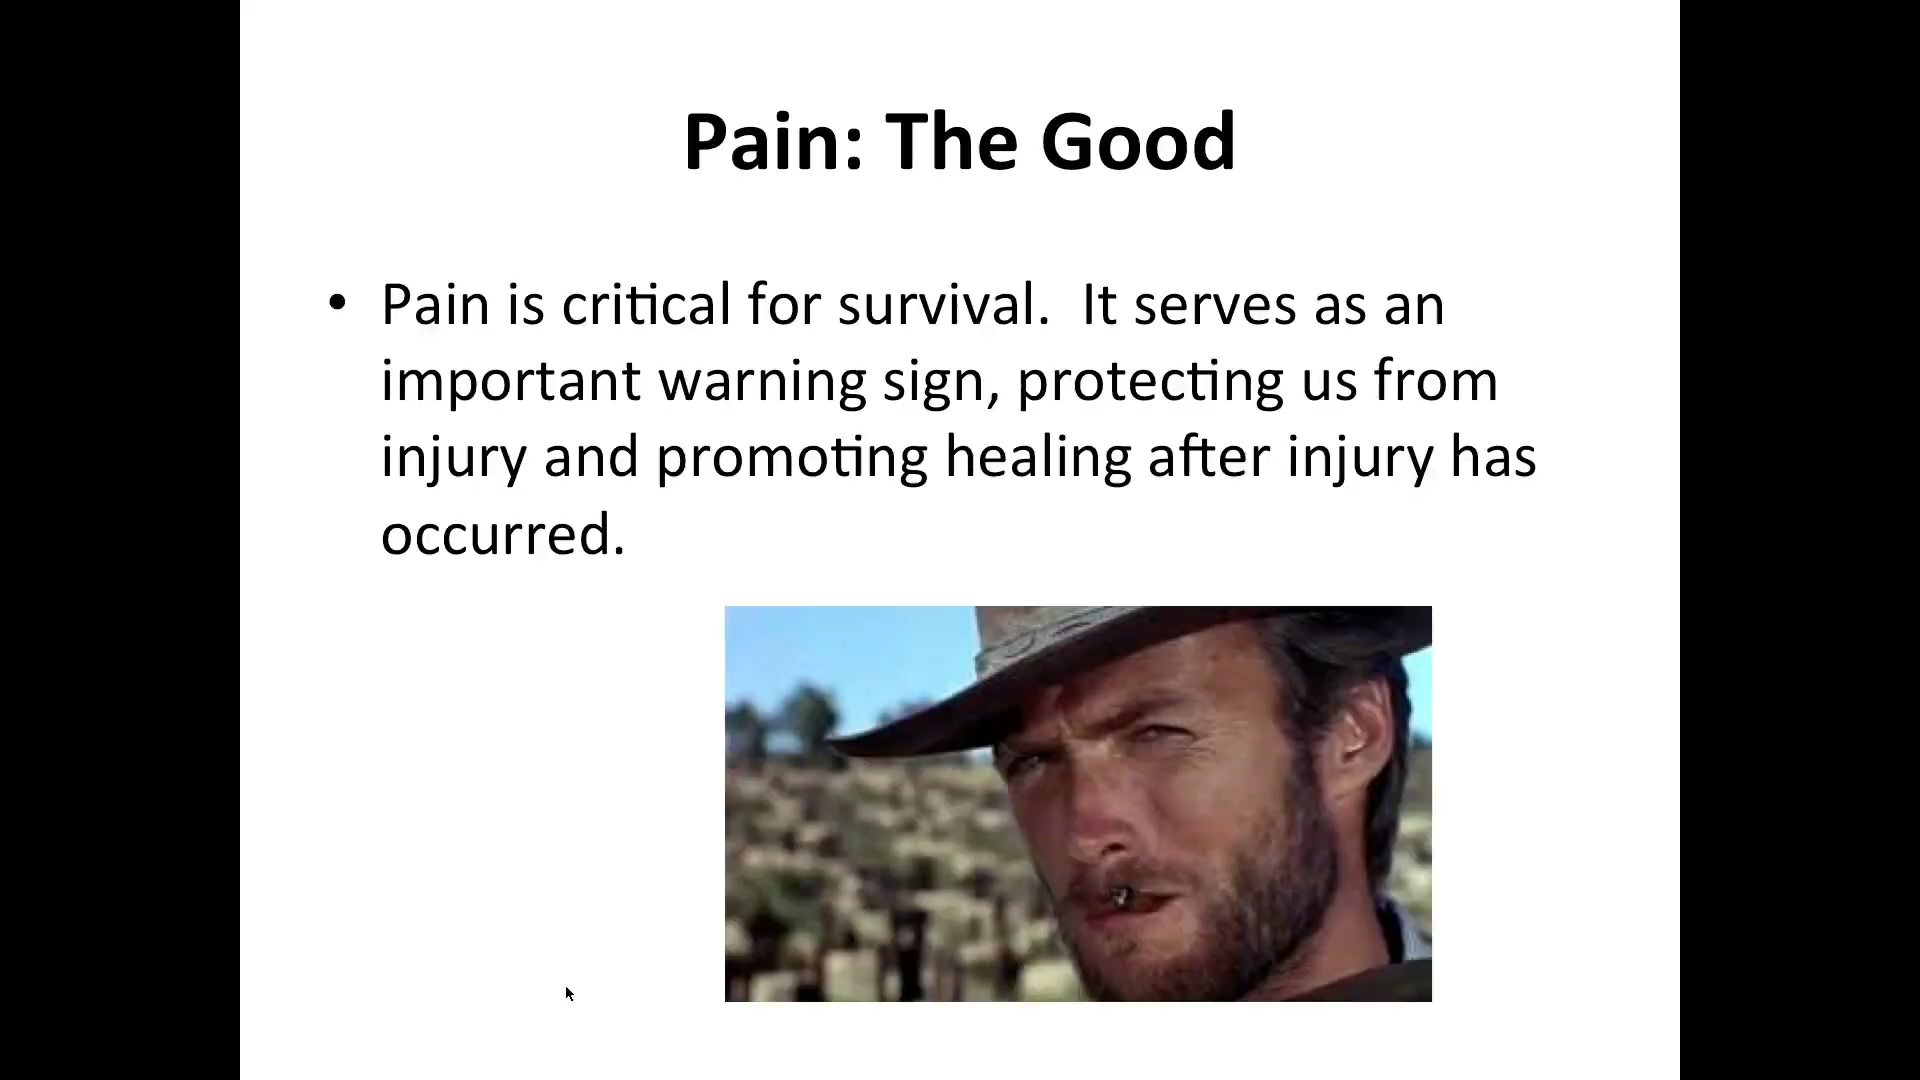 Pain: The Good
• Pain is critical for survival.  It serves as an
important warning sign, protecting us from
injury and promoting healing after injury has
occurred.